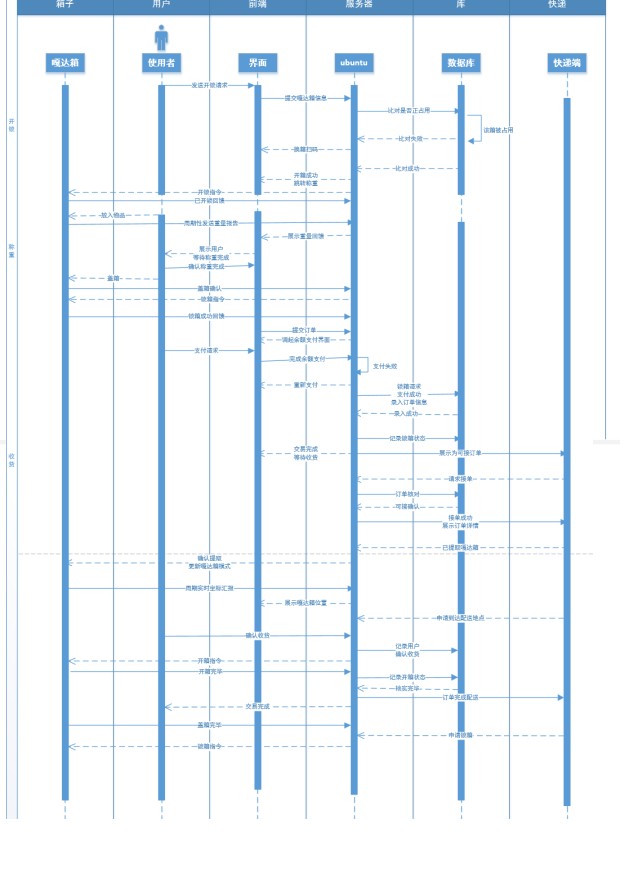 箱子 用户 前端 服务器 库 快递
嘎达箱 使用者 界面 ubuntu 数据库 快递端
发送开锁请求
提交嘎达箱信息
开锁
比对是否正占用
该箱被占用
比对失败
换箱扫码
比对成功
开箱成功
跳转称重
开锁指令
已开锁回馈
放入物品
周期性发送重量报告
称重
展示重量回馈
展示用户
等待称重完成
确认称重完成
盖箱
盖箱确认
锁箱指令
锁箱成功回馈
提交订单
调起余额支付界面
支付请求
完成余额支付
支付失败
重新支付
锁箱请求
支付成功
录入订单信息
录入成功
记录锁箱状态
收货
交易完成
等待收货
展示为可接订单
请求接单
订单核对
可接确认
接单成功
展示订单详情
已提取嘎达箱
确认提取
更新嘎达箱模式
周期实时坐标汇报
展示嘎达箱位置
申请到达配送地点
确认收货
记录用户
确认收货
开箱指令
开箱完毕
记录开箱状态
核应完毕
订单完成配送
交易完成
盖箱完毕
申请锁箱
锁箱指令